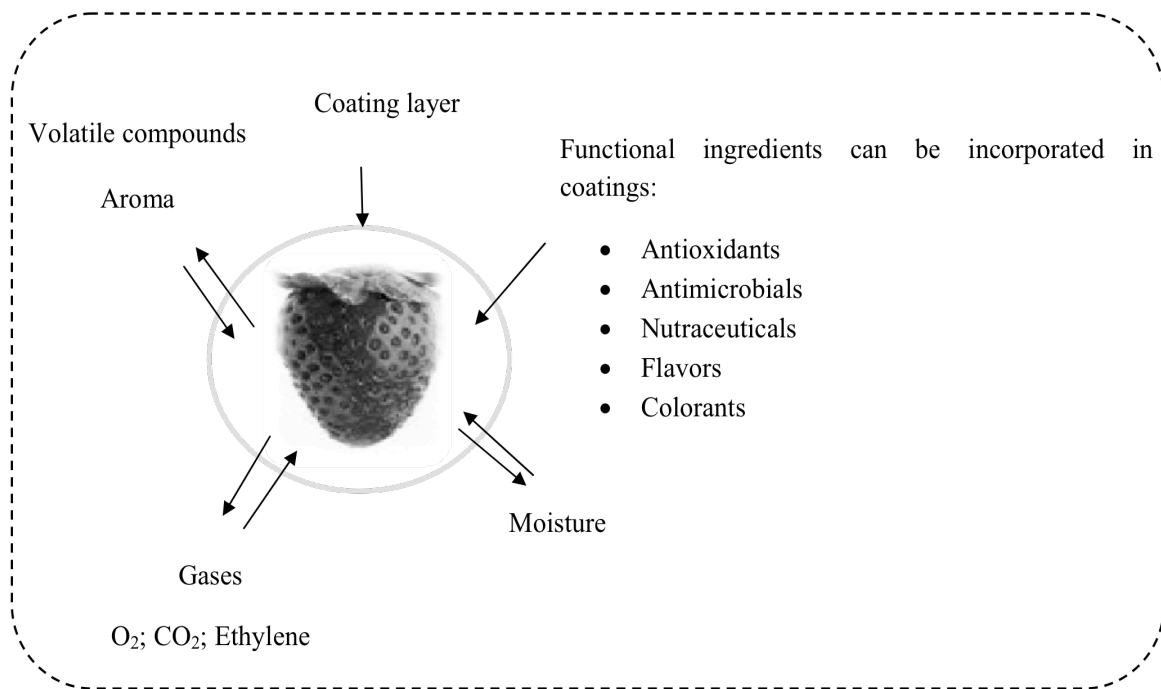 Coating layer
Volatile compounds
Aroma
Functional ingredients can be incorporated in
coatings:
• Antioxidants
• Antimicrobials
• Nutraceuticals
• Flavors
• Colorants
Moisture
Gases
O₂; CO₂; Ethylene